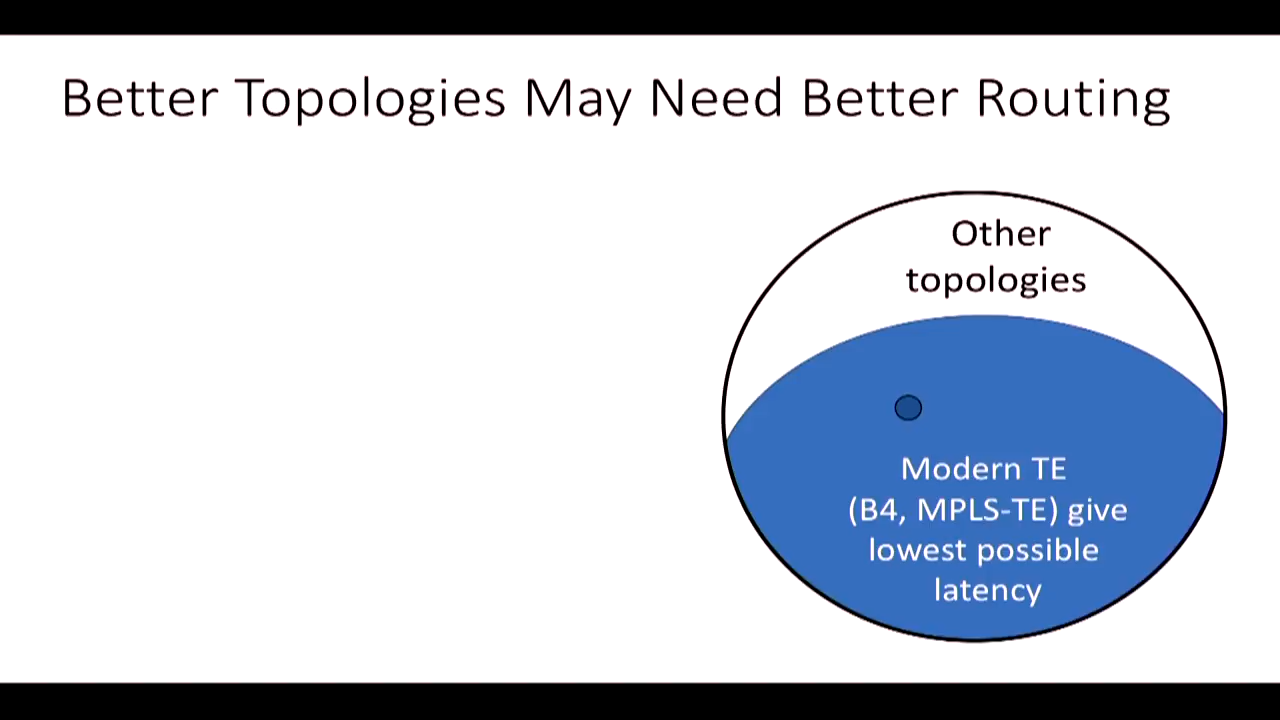 Better Topologies May Need Better Routing
Other
topologies
Modern TE
(B4, MPLS-TE) give
lowest possible
latency